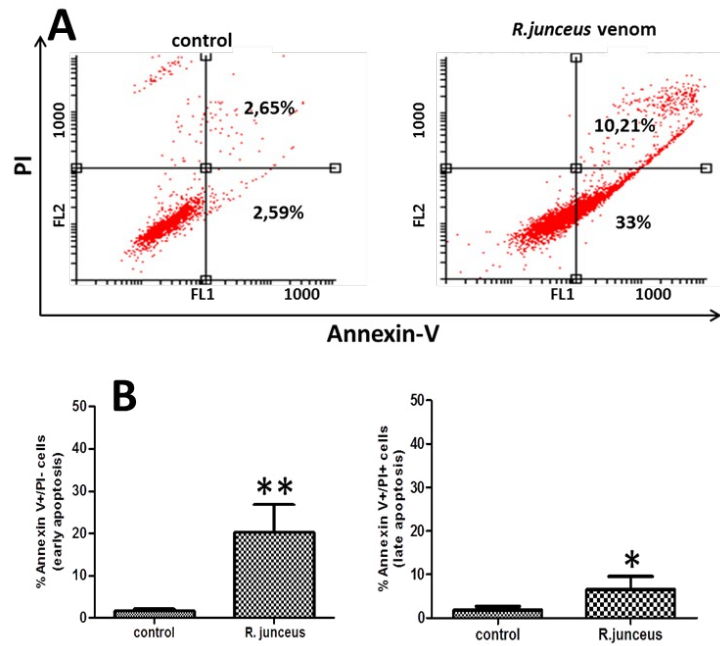 A
control
R.junceus venom
PI
1000
FL2
2,65%
2,59%
FL1
1000
1000
FL2
10,21%
33%
FL1
1000
Annexin-V
B
% Annexin V+/PI- cells
(early apoptosis)
50
40
30
20
10
0
**
control
R. junceus
% Annexin V+/PI+ cells
(late apoptosis)
50
40
30
20
10
0
*
control
R.junceus